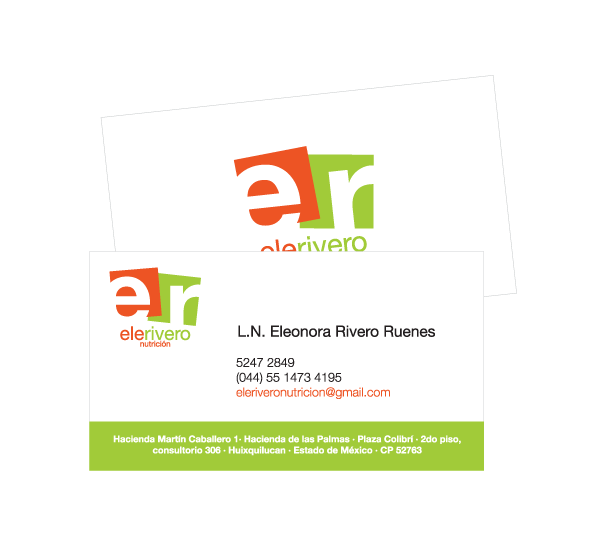 er
elerivero
er
elerivero
nutrición
L.N. Eleonora Rivero Ruenes
5247 2849
(044) 55 1473 4195
eleriveronutricion@gmail.com
Hacienda Martín Caballero 1· Hacienda de las Palmas · Plaza Colibrí · 2do piso,
consultorio 306 · Huixquilucan · Estado de México · CP 52763